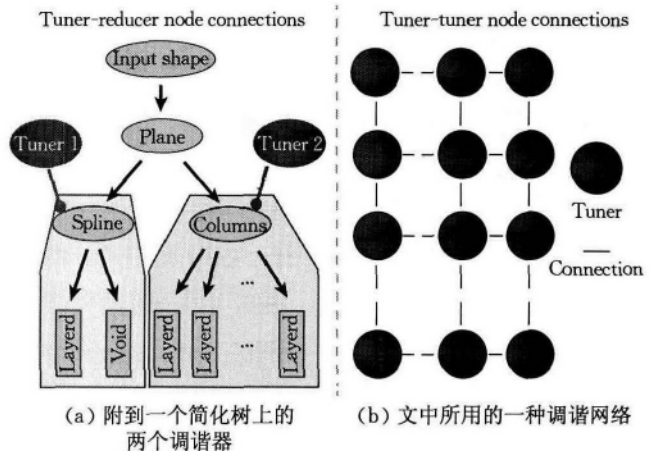 Tuner-reducer node connections
Input shape
Plane
Tuner 1
Tuner 2
Spline
Columns
Layerd
Void
Layerd
Layerd
...
...
Layerd
(a) 附到一个简化树上的
两个调谐器
Tuner-tuner node connections
Tuner
Connection
(b) 文中所用的一种调谐网络